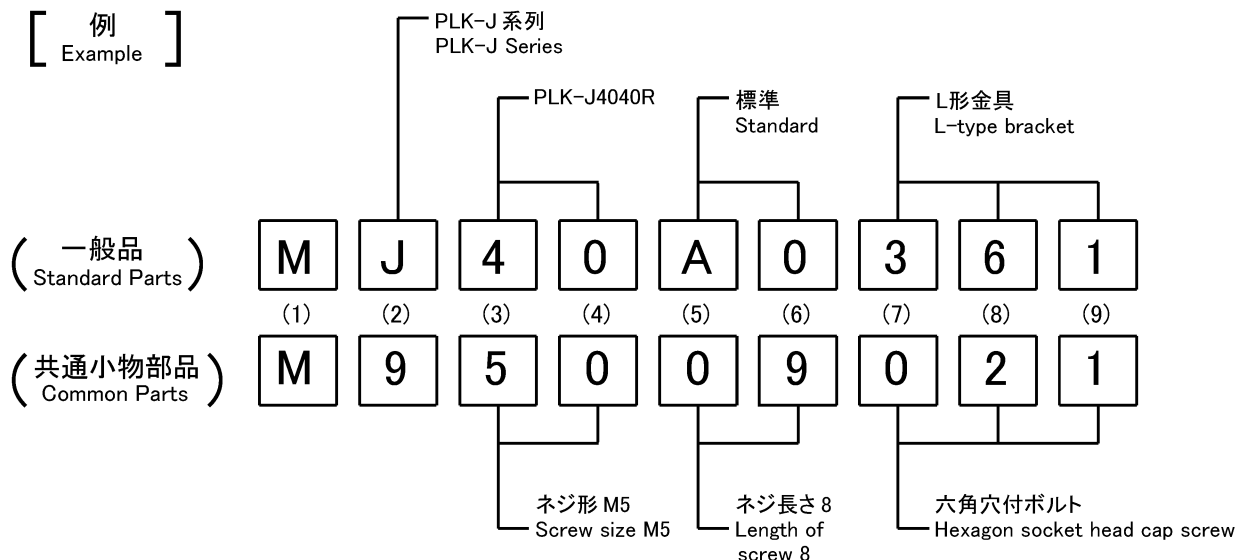 例
Example
PLK-J 系列
PLK-J Series
PLK-J4040R
標準
Standard
L形金具
L-type bracket
(一般品
Standard Parts)
M J 4 0 A 0 3 6 1
(1) (2) (3) (4) (5) (6) (7) (8) (9)
(共通小物部品
Common Parts)
M 9 5 0 0 9 0 2 1
ネジ形 M5
Screw size M5
ネジ長さ 8
Length of
screw 8
六角穴付ボルト
Hexagon socket head cap screw